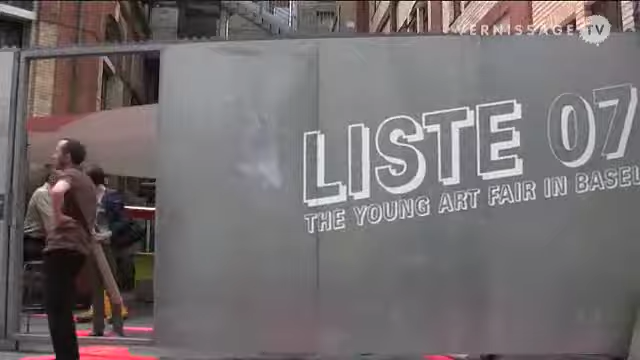 VERNISSAGE TV
LISTE 07
THE YOUNG ART FAIR IN BASEL